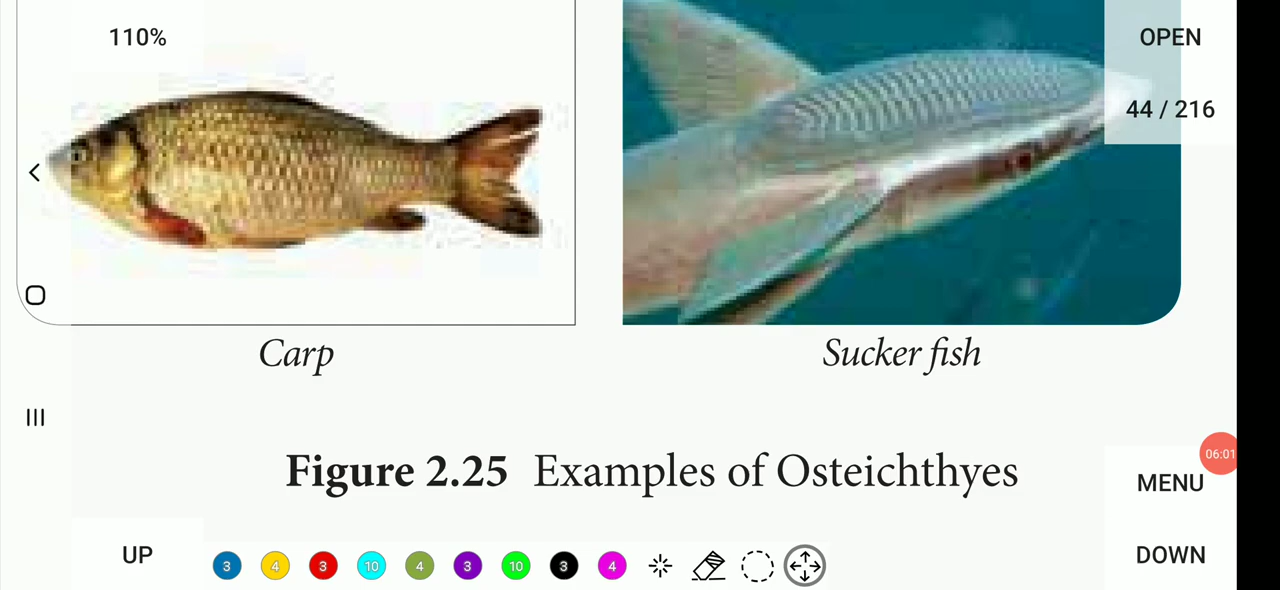 110%
OPEN
44 / 216
Carp
Sucker fish
Figure 2.25 Examples of Osteichthyes
06:01
MENU
UP
3 4 3 10 4 3 10 3 4
DOWN